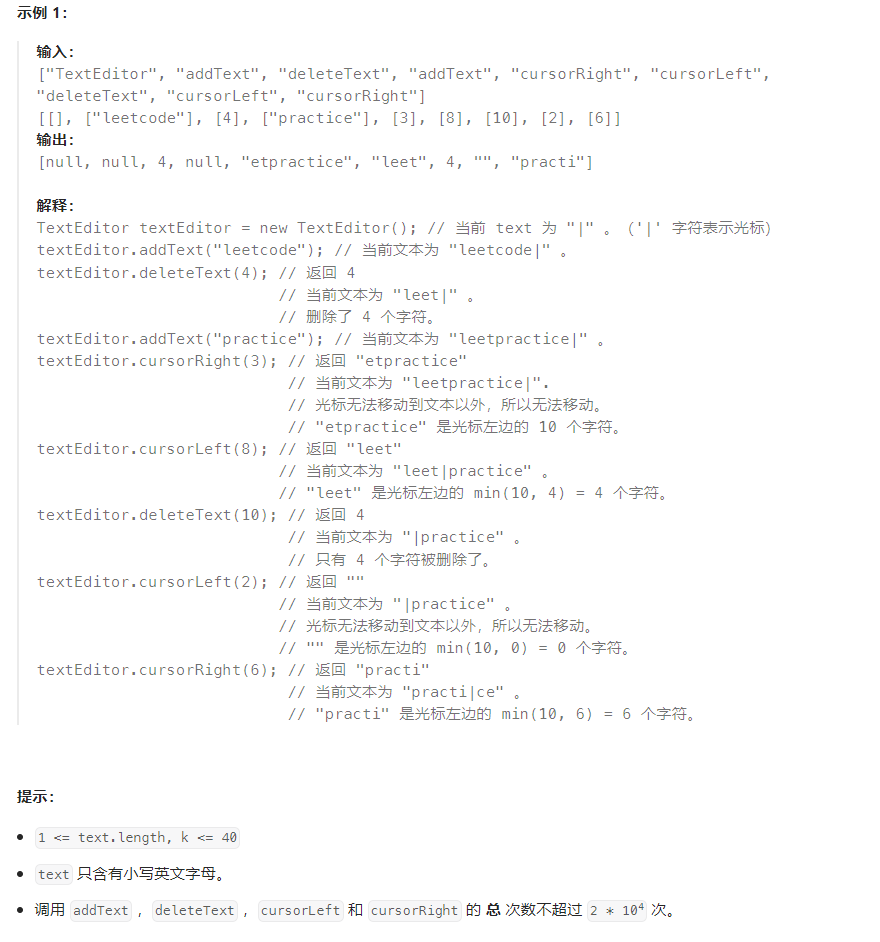 示例 1：
输入：
["TextEditor", "addText", "deleteText", "addText", "cursorRight", "cursorLeft",
"deleteText", "cursorLeft", "cursorRight"]
[[], ["leetcode"], [4], ["practice"], [3], [8], [10], [2], [6]]
输出：
[null, null, 4, null, "etpractice", "leet", 4, "", "practi"]
解释：
TextEditor textEditor = new TextEditor(); // 当前 text 为 "|" 。（'|' 字符表示光标）
textEditor.addText("leetcode"); // 当前文本为 "leetcode|" 。
textEditor.deleteText(4); // 返回 4
// 当前文本为 "leet|" 。
// 删除了 4 个字符。
textEditor.addText("practice"); // 当前文本为 "leetpractice|" 。
textEditor.cursorRight(3); // 返回 "etpractice"
// 当前文本为 "leetpractice|".
// 光标无法移动到文本以外，所以无法移动。
// "etpractice" 是光标左边的 10 个字符。
textEditor.cursorLeft(8); // 返回 "leet"
// 当前文本为 "leet|practice" 。
// "leet" 是光标左边的 min(10, 4) = 4 个字符。
textEditor.deleteText(10); // 返回 4
// 当前文本为 "|practice" 。
// 只有 4 个字符被删除了。
textEditor.cursorLeft(2); // 返回 ""
// 当前文本为 "|practice" 。
// 光标无法移动到文本以外，所以无法移动。
// "" 是光标左边的 min(10, 0) = 0 个字符。
textEditor.cursorRight(6); // 返回 "practi"
// 当前文本为 "practi|ce" 。
// "practi" 是光标左边的 min(10, 6) = 6 个字符。
提示：
1 <= text.length, k <= 40
text 只含有小写英文字母。
调用 addText ，deleteText ，cursorLeft 和 cursorRight 的 总 次数不超过 2 * 10⁴ 次。